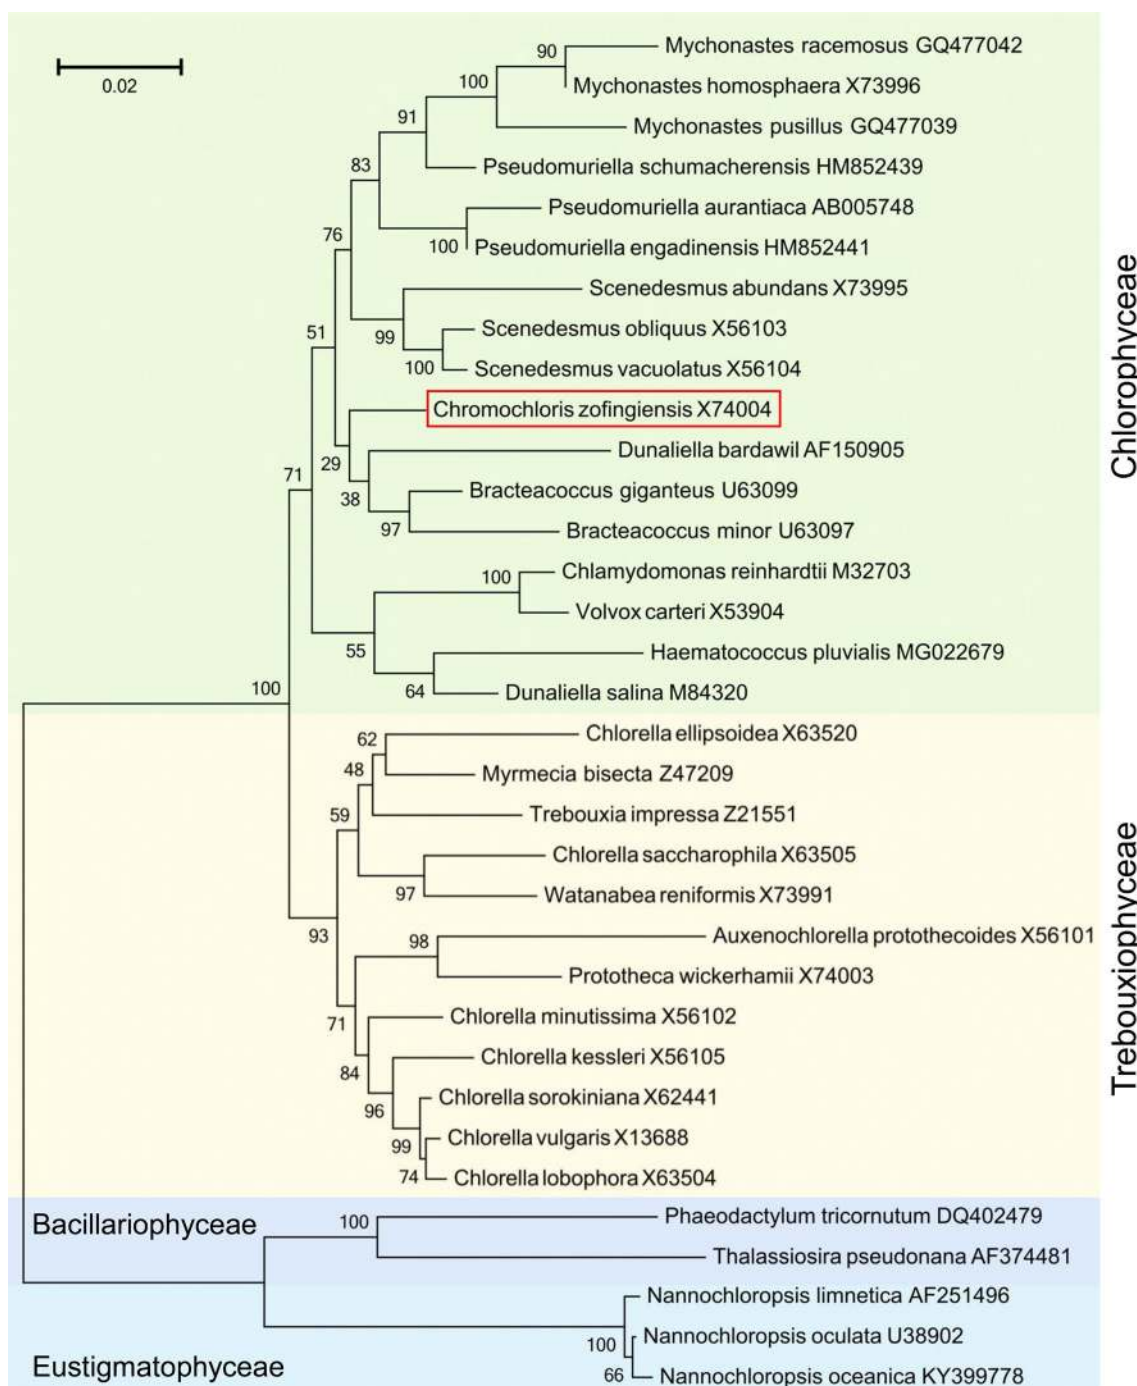 0.02
90
Mychonastes racemosus GQ477042
Mychonastes homosphaera X73996
100
Mychonastes pusillus GQ477039
91
Pseudomuriella schumacherensis HM852439
83
Pseudomuriella aurantiaca AB005748
100
Pseudomuriella engadinensis HM852441
76
Scenedesmus abundans X73995
99
Scenedesmus obliquus X56103
100
Scenedesmus vacuolatus X56104
51
Chromochloris zofingiensis X74004
29
Dunaliella bardawil AF150905
38
Bracteacoccus giganteus U63099
97
Bracteacoccus minor U63097
71
100
Chlamydomonas reinhardtii M32703
Volvox carteri X53904
55
Haematococcus pluvialis MG022679
64
Dunaliella salina M84320
100
Chlorophyceae
62
Chlorella ellipsoidea X63520
48
Myrmecia bisecta Z47209
59
Trebouxia impressa Z21551
Chlorella saccharophila X63505
97
Watanabea reniformis X73991
93
98
Auxenochlorella protothecoides X56101
Prototheca wickerhamii X74003
71
Chlorella minutissima X56102
84
Chlorella kessleri X56105
96
Chlorella sorokiniana X62441
99
Chlorella vulgaris X13688
74
Chlorella lobophora X63504
Trebouxiophyceae
Bacillariophyceae
100
Phaeodactylum tricornutum DQ402479
Thalassiosira pseudonana AF374481
Nannochloropsis limnetica AF251496
100
Nannochloropsis oculata U38902
66
Nannochloropsis oceanica KY399778
Eustigmatophyceae